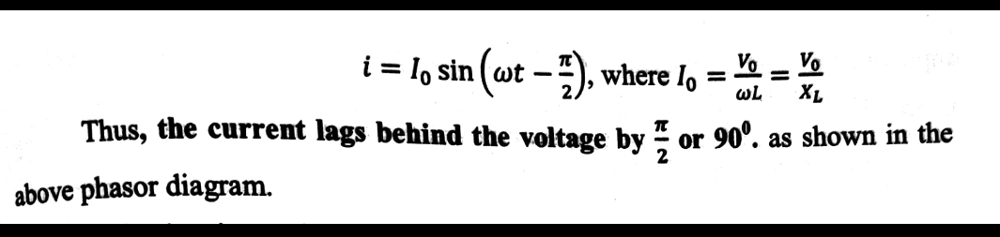 i = I₀ sin (ωt − π/2), where I₀ = V₀/ωL = V₀/X_L
Thus, the current lags behind the voltage by π/2 or 90⁰. as shown in the
above phasor diagram.